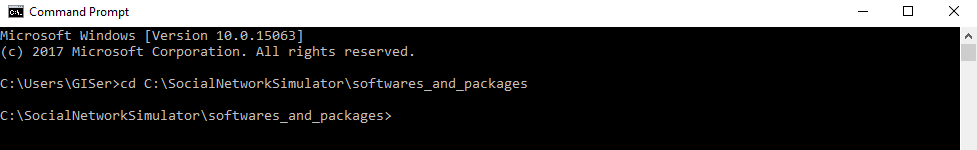 Command Prompt
Microsoft Windows [Version 10.0.15063]
(c) 2017 Microsoft Corporation. All rights reserved.
C:\Users\GISer>cd C:\SocialNetworkSimulator\softwares_and_packages
C:\SocialNetworkSimulator\softwares_and_packages>